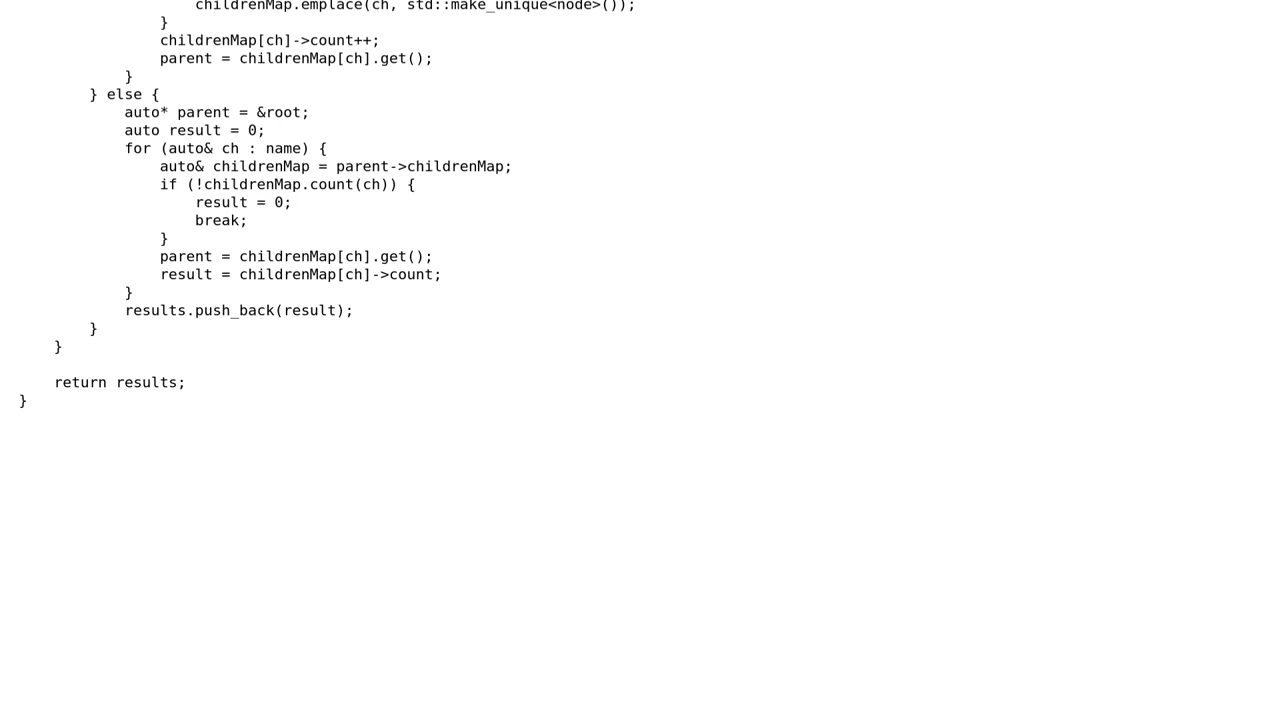 childrenMap.emplace(ch, std::make_unique<node>());
}
childrenMap[ch]->count++;
parent = childrenMap[ch].get();
}
} else {
auto* parent = &root;
auto result = 0;
for (auto& ch : name) {
auto& childrenMap = parent->childrenMap;
if (!childrenMap.count(ch)) {
result = 0;
break;
}
parent = childrenMap[ch].get();
result = childrenMap[ch]->count;
}
results.push_back(result);
}
}
return results;
}